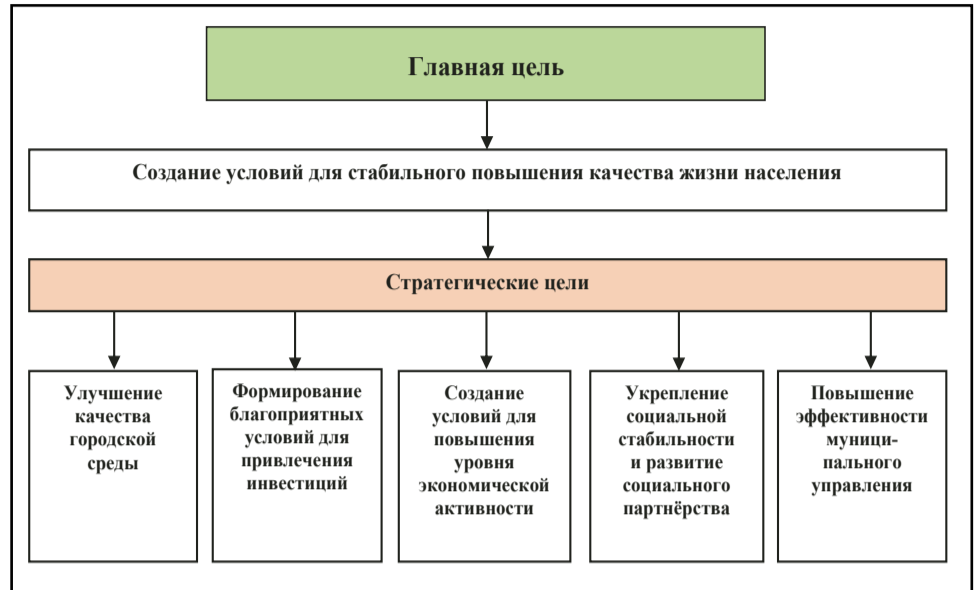 Главная цель
Создание условий для стабильного повышения качества жизни населения
Стратегические цели
Улучшение
качества
городской
среды
Формирование
благоприятных
условий для
привлечения
инвестиций
Создание
условий для
повышения
уровня
экономической
активности
Укрепление
социальной
стабильности
и развитие
социального
партнёрства
Повышение
эффективности
муници-
пального
управления